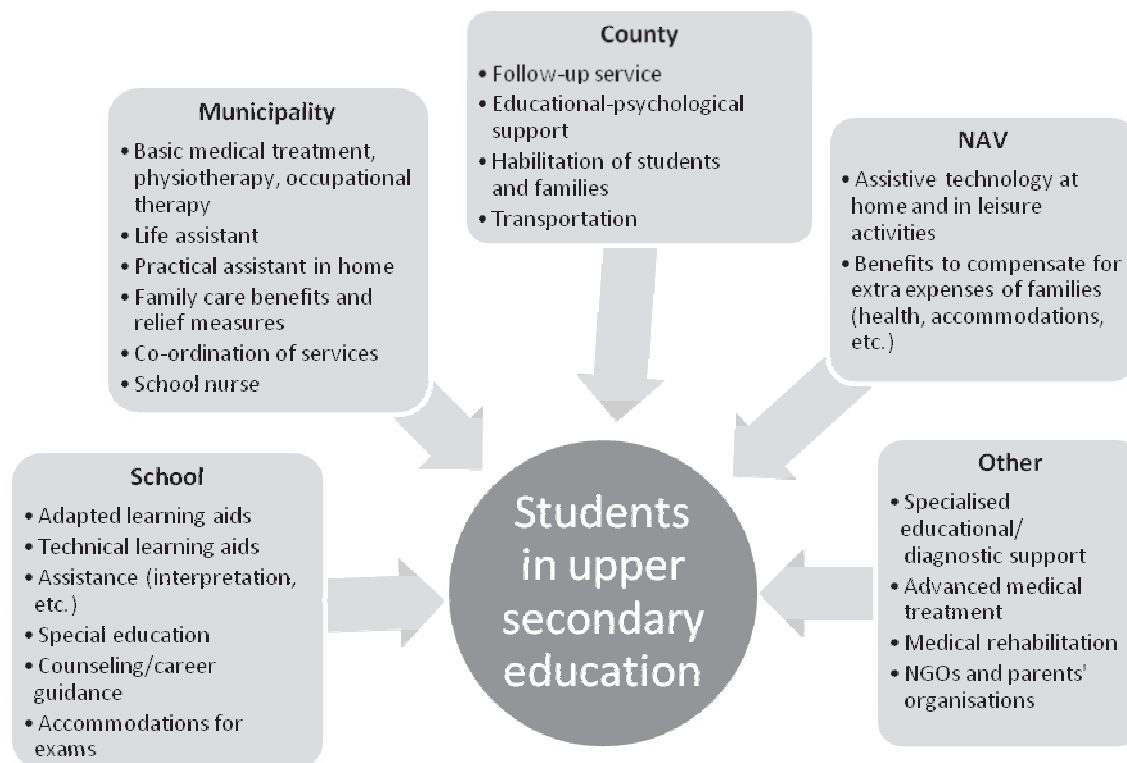 County
• Follow-up service
• Educational-psychological
support
• Habilitation of students
and families
• Transportation
Municipality
• Basic medical treatment,
physiotherapy, occupational
therapy
• Life assistant
• Practical assistant in home
• Family care benefits and
relief measures
• Co-ordination of services
• School nurse
NAV
• Assistive technology at
home and in leisure
activities
• Benefits to compensate for
extra expenses of families
(health, accommodations,
etc.)
School
• Adapted learning aids
• Technical learning aids
• Assistance (interpretation,
etc.)
• Special education
• Counseling/career
guidance
• Accommodations for
exams
Students
in upper
secondary
education
Other
• Specialised
educational/
diagnostic support
• Advanced medical
treatment
• Medical rehabilitation
• NGOs and parents'
organisations